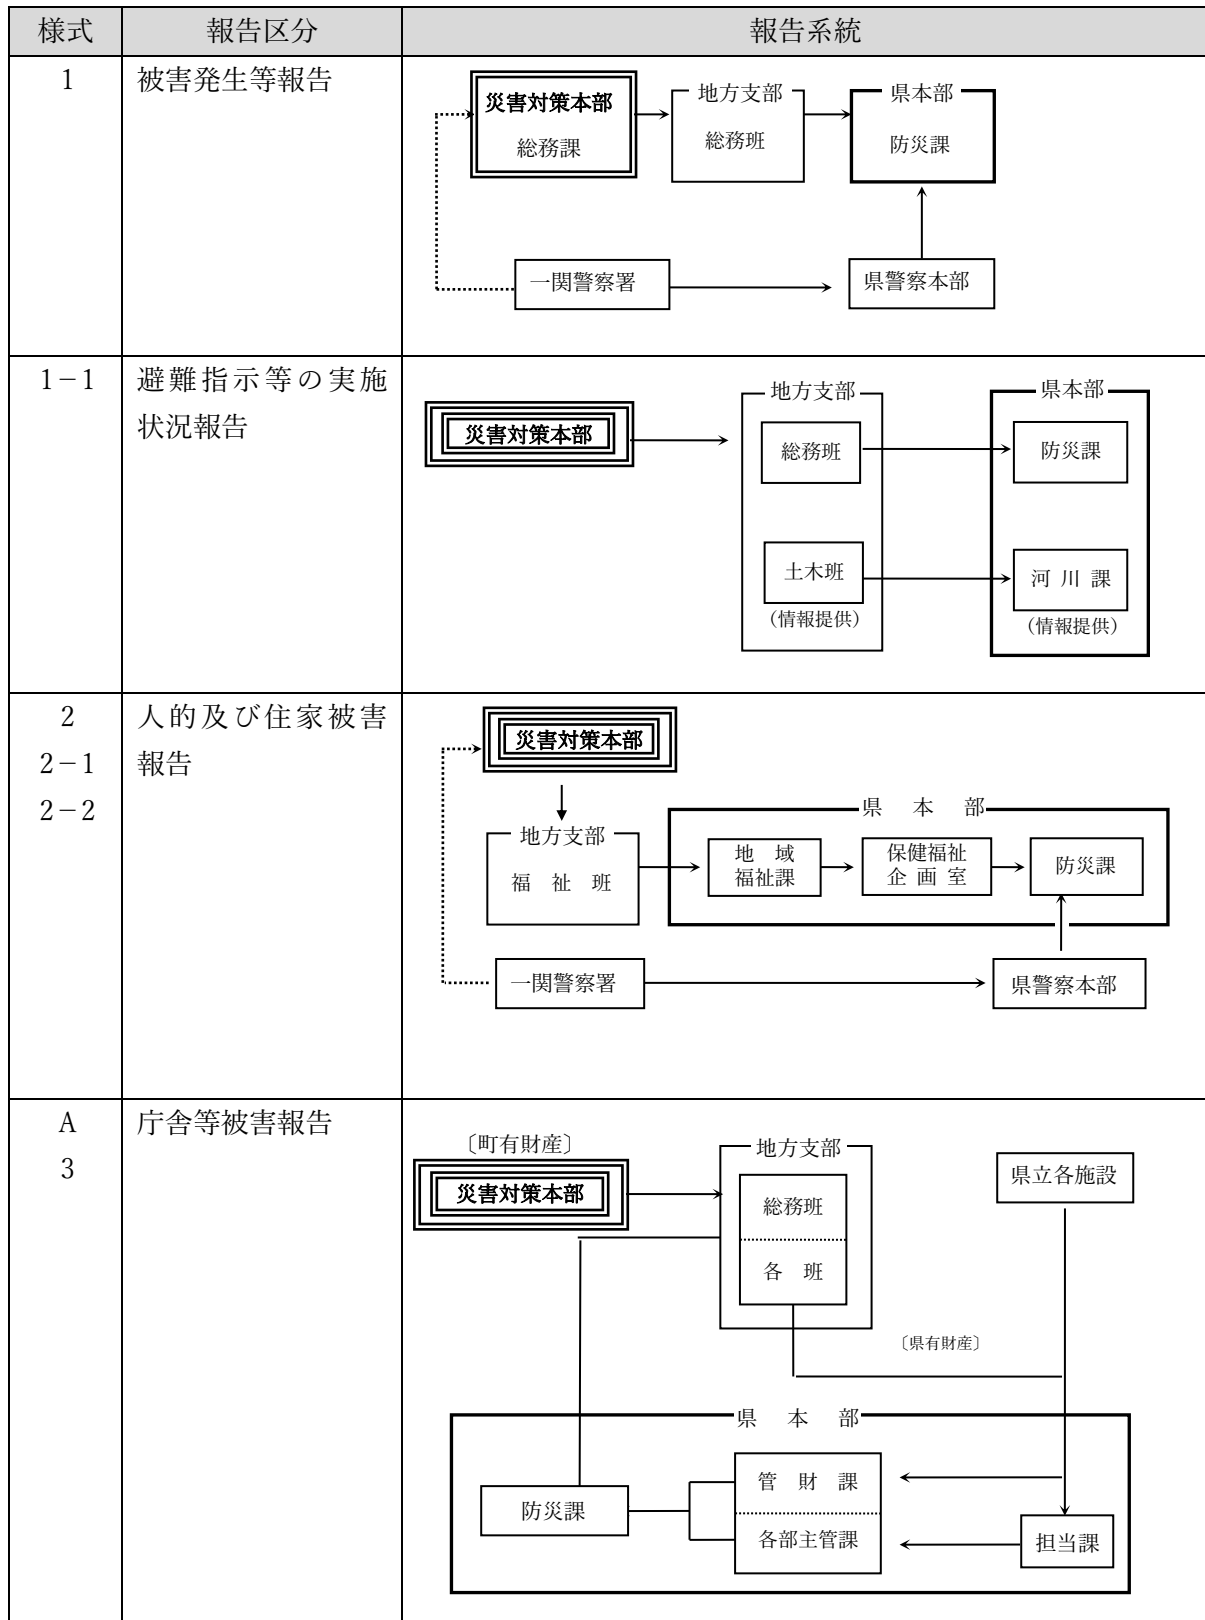 様式 報告区分 報告系統
1 被害発生等報告
災害対策本部
総務課
地方支部
総務班
県本部
防災課
一関警察署
県警察本部
1－1 避難指示等の実施
状況報告
災害対策本部
地方支部
総務班
土木班
（情報提供）
県本部
防災課
河 川 課
（情報提供）
2 人的及び住家被害
2－1 報告
2－2
災害対策本部
地方支部
福 祉 班
県 本 部
地 域
福祉課
保健福祉
企 画 室
防災課
一関警察署
県警察本部
A 庁舎等被害報告
3
〔町有財産〕
災害対策本部
地方支部
総務班
各 班
県立各施設
〔県有財産〕
県 本 部
防災課
管 財 課
各部主管課
担当課